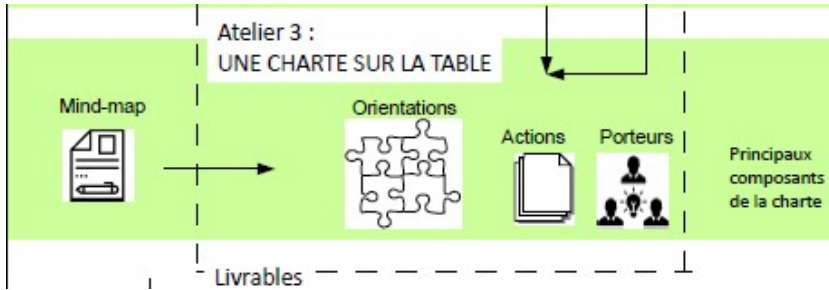 Atelier 3 :
UNE CHARTE SUR LA TABLE
Mind-map
Orientations
Actions
Porteurs
Principaux
composants
de la charte
Livrables